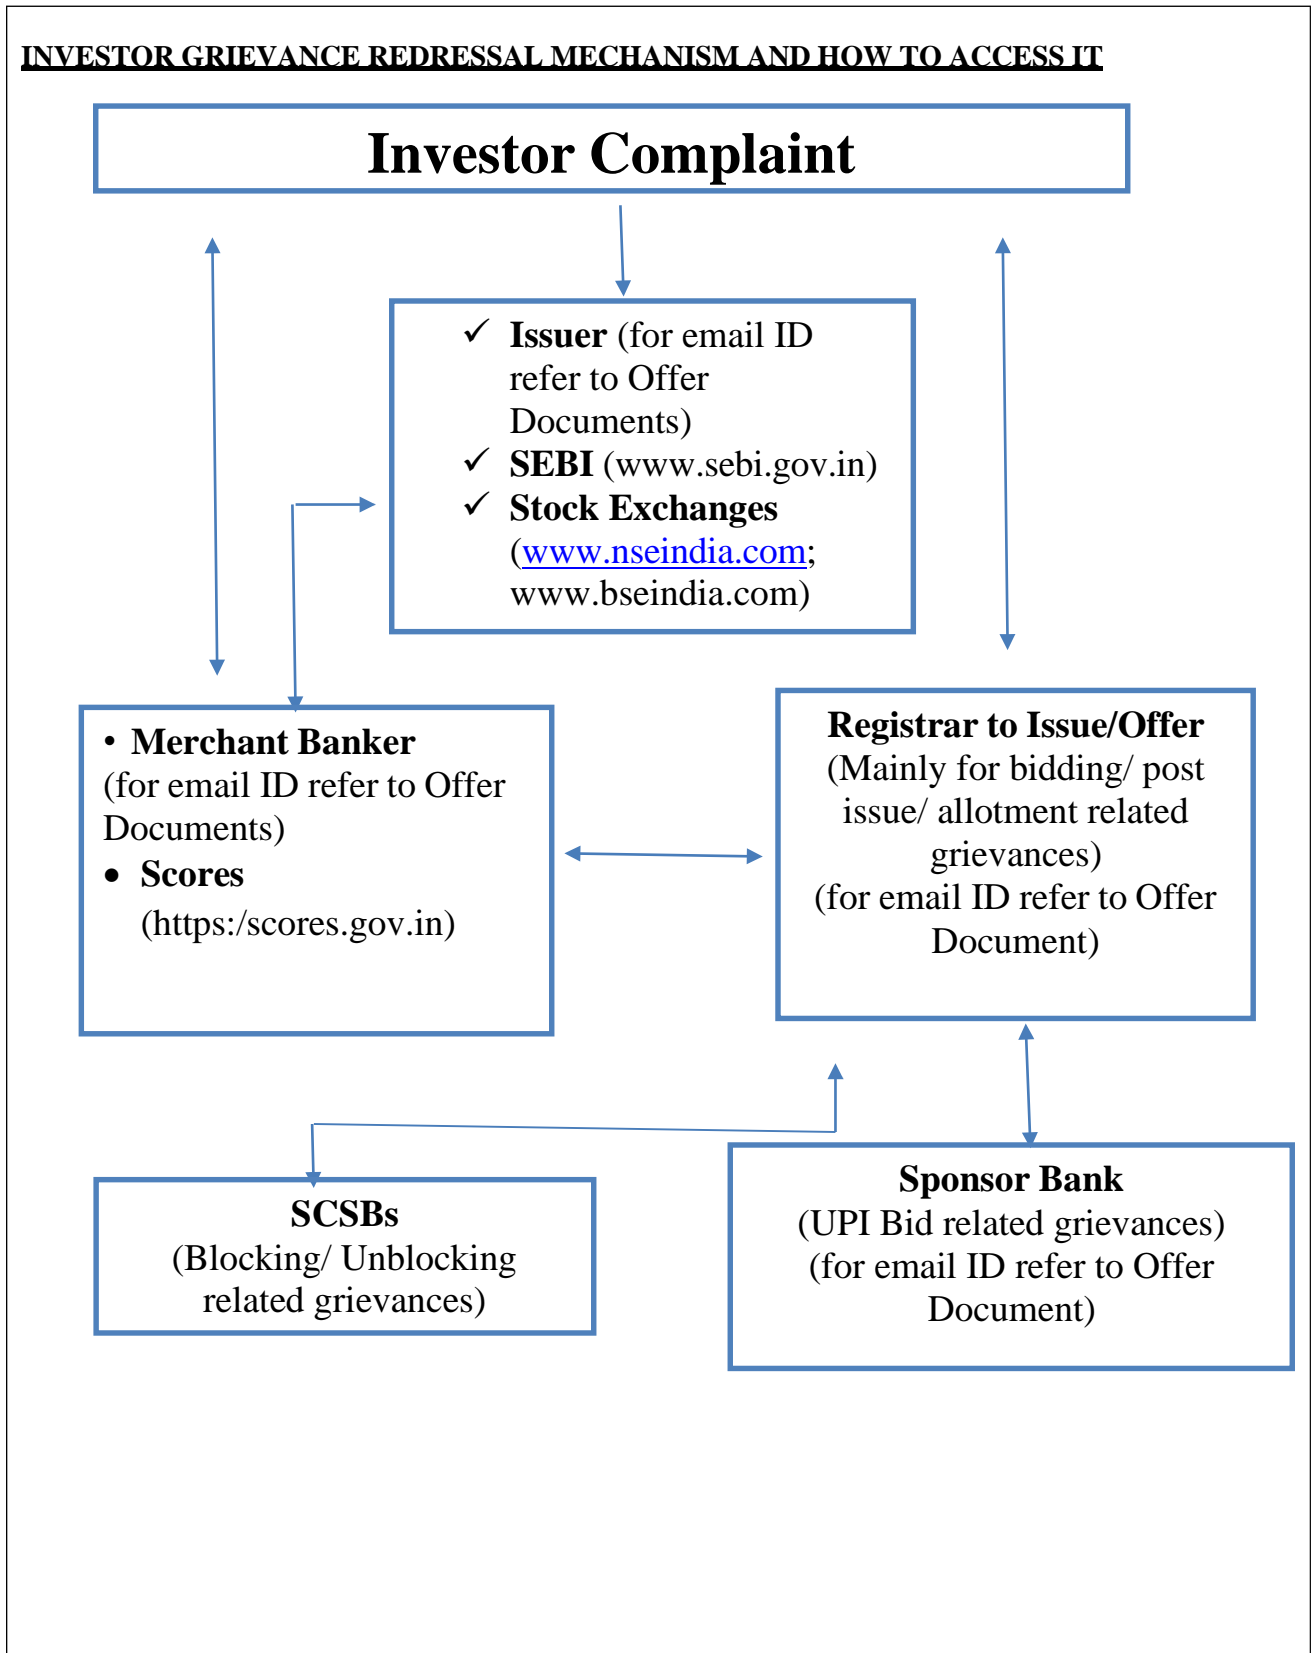 INVESTOR GRIEVANCE REDRESSAL MECHANISM AND HOW TO ACCESS IT
Investor Complaint
✓ Issuer (for email ID
refer to Offer
Documents)
✓ SEBI (www.sebi.gov.in)
✓ Stock Exchanges
(www.nseindia.com;
www.bseindia.com)
• Merchant Banker
(for email ID refer to Offer
Documents)
• Scores
(https:/scores.gov.in)
Registrar to Issue/Offer
(Mainly for bidding/ post
issue/ allotment related
grievances)
(for email ID refer to Offer
Document)
SCSBs
(Blocking/ Unblocking
related grievances)
Sponsor Bank
(UPI Bid related grievances)
(for email ID refer to Offer
Document)